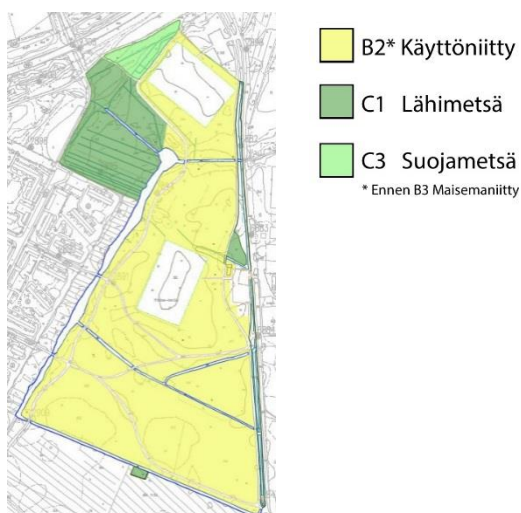 B2* Käyttöniitty
C1 Lähimetsä
C3 Suojametsä
* Ennen B3 Maisemaniitty